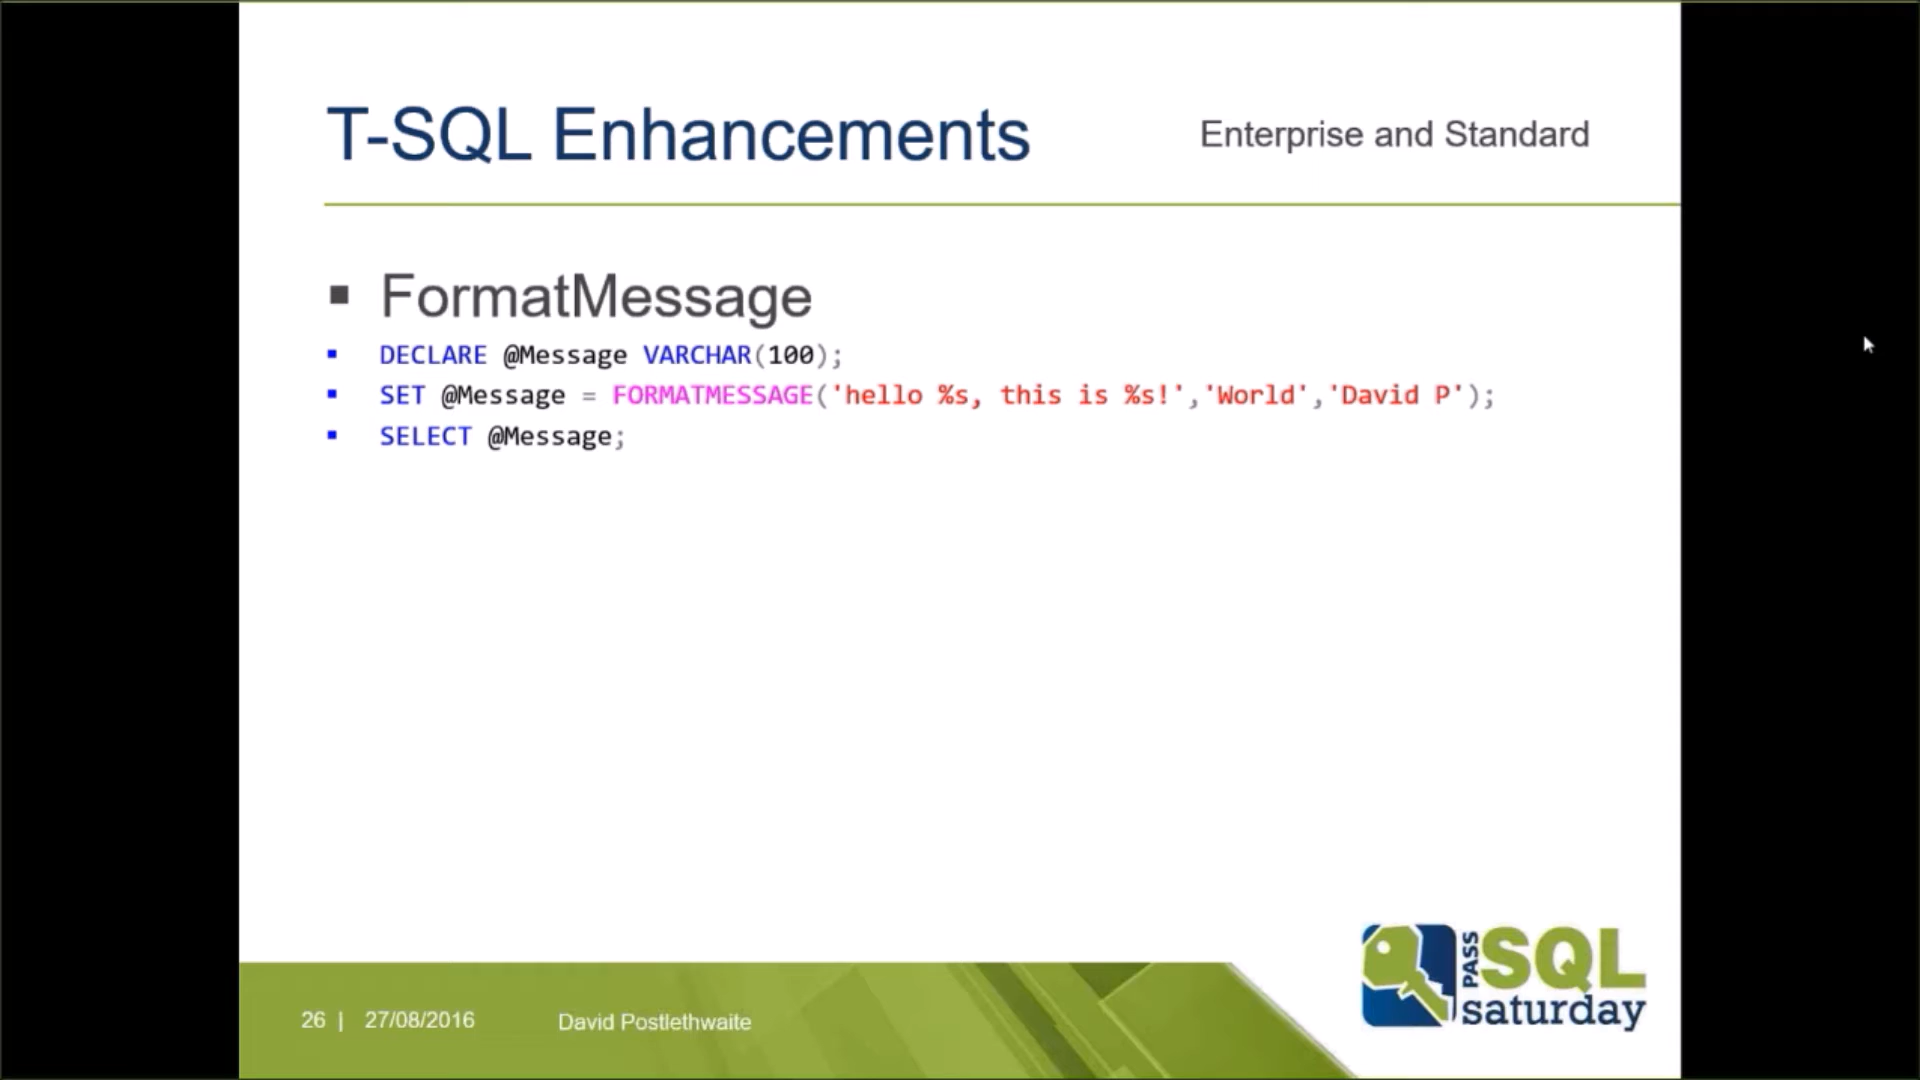 T-SQL Enhancements
Enterprise and Standard
▪ FormatMessage
▪ DECLARE @Message VARCHAR(100);
▪ SET @Message = FORMATMESSAGE('hello %s, this is %s!','World','David P');
▪ SELECT @Message;
26 | 27/08/2016 David Postlethwaite
PASS
SQL
saturday